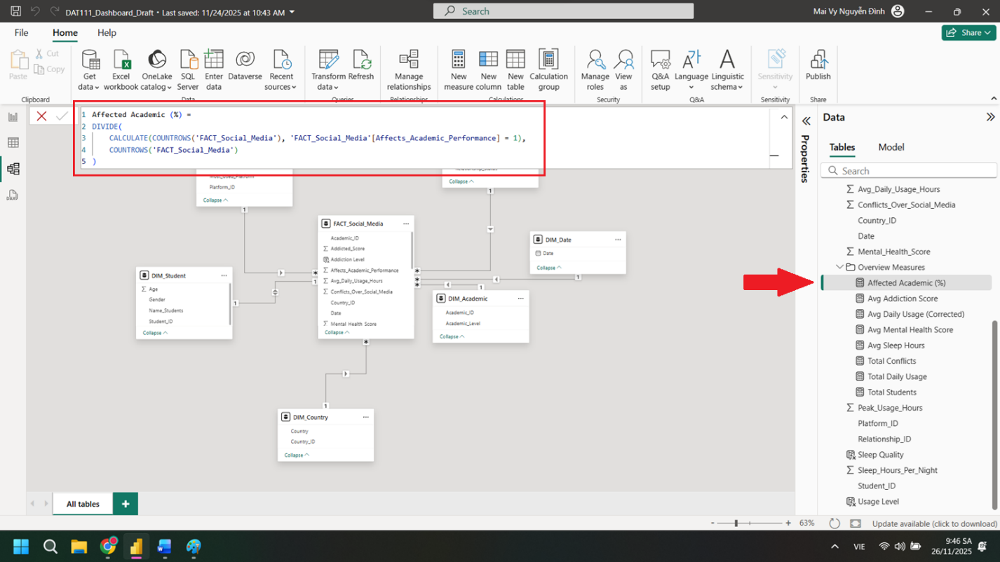 DAT111_Dashboard_Draft • Last saved: 11/24/2025 at 10:43 AM
Search
Mai Vy Nguyễn Đình
File
Home
Help
Share
Paste
Cut
Copy
Get data
Excel workbook
OneLake catalog
SQL Server
Enter data
Dataverse
Recent sources
Transform data
Refresh
Manage relationships
New measure
New column
New table
Calculation group
Manage roles
View as
Q&A setup
Language
Linguistic schema
Sensitivity
Publish
Clipboard
Data
Queries
Relationships
Calculations
Security
Q&A
Sensitivity
Share
1 Affected Academic (%) =
2 DIVIDE(
3 CALCULATE(COUNTROWS('FACT_Social_Media'), 'FACT_Social_Media'[Affects_Academic_Performance] = 1),
4 COUNTROWS('FACT_Social_Media')
5 )
Most_Used_Platform
Platform_ID
Collapse
Relationship_Status
Collapse
1
1
FACT_Social_Media
Academic_ID
Addicted_Score
Addiction Level
Affects_Academic_Performance
Avg_Daily_Usage_Hours
Conflicts_Over_Social_Media
Country_ID
Date
Mental Health Score
Collapse
DIM_Date
Date
Collapse
1
DIM_Student
Age
Gender
Name_Students
Student_ID
Collapse
1
1
DIM_Academic
Academic_ID
Academic_Level
Collapse
1
DIM_Country
Country
Country_ID
Collapse
1
Properties
Data
Tables
Model
Search
Avg_Daily_Usage_Hours
Conflicts_Over_Social_Media
Country_ID
Date
Mental_Health_Score
Overview Measures
Affected Academic (%)
Avg Addiction Score
Avg Daily Usage (Corrected)
Avg Mental Health Score
Avg Sleep Hours
Total Conflicts
Total Daily Usage
Total Students
Peak_Usage_Hours
Platform_ID
Relationship_ID
Sleep Quality
Sleep_Hours_Per_Night
Student_ID
Usage Level
All tables
63%
Update available (click to download)
VIE
9:46 SA
26/11/2025